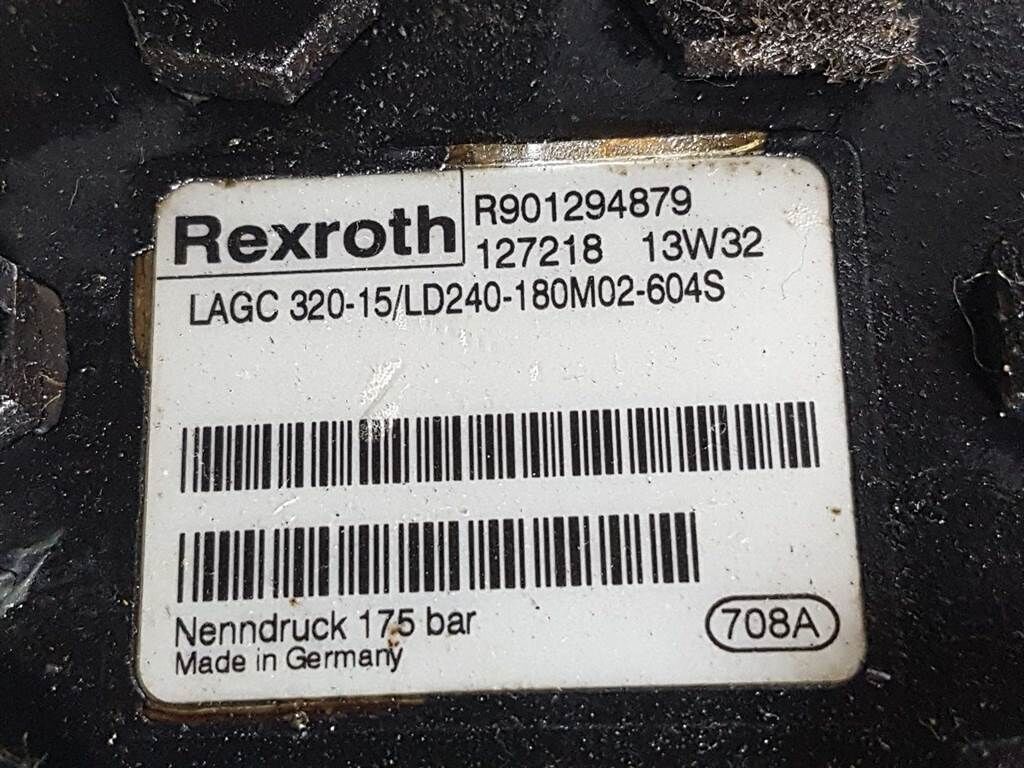 Rexroth
R901294879
127218 13W32
LAGC 320-15/LD240-180M02-604S
Nenndruck 175 bar
Made in Germany
708A